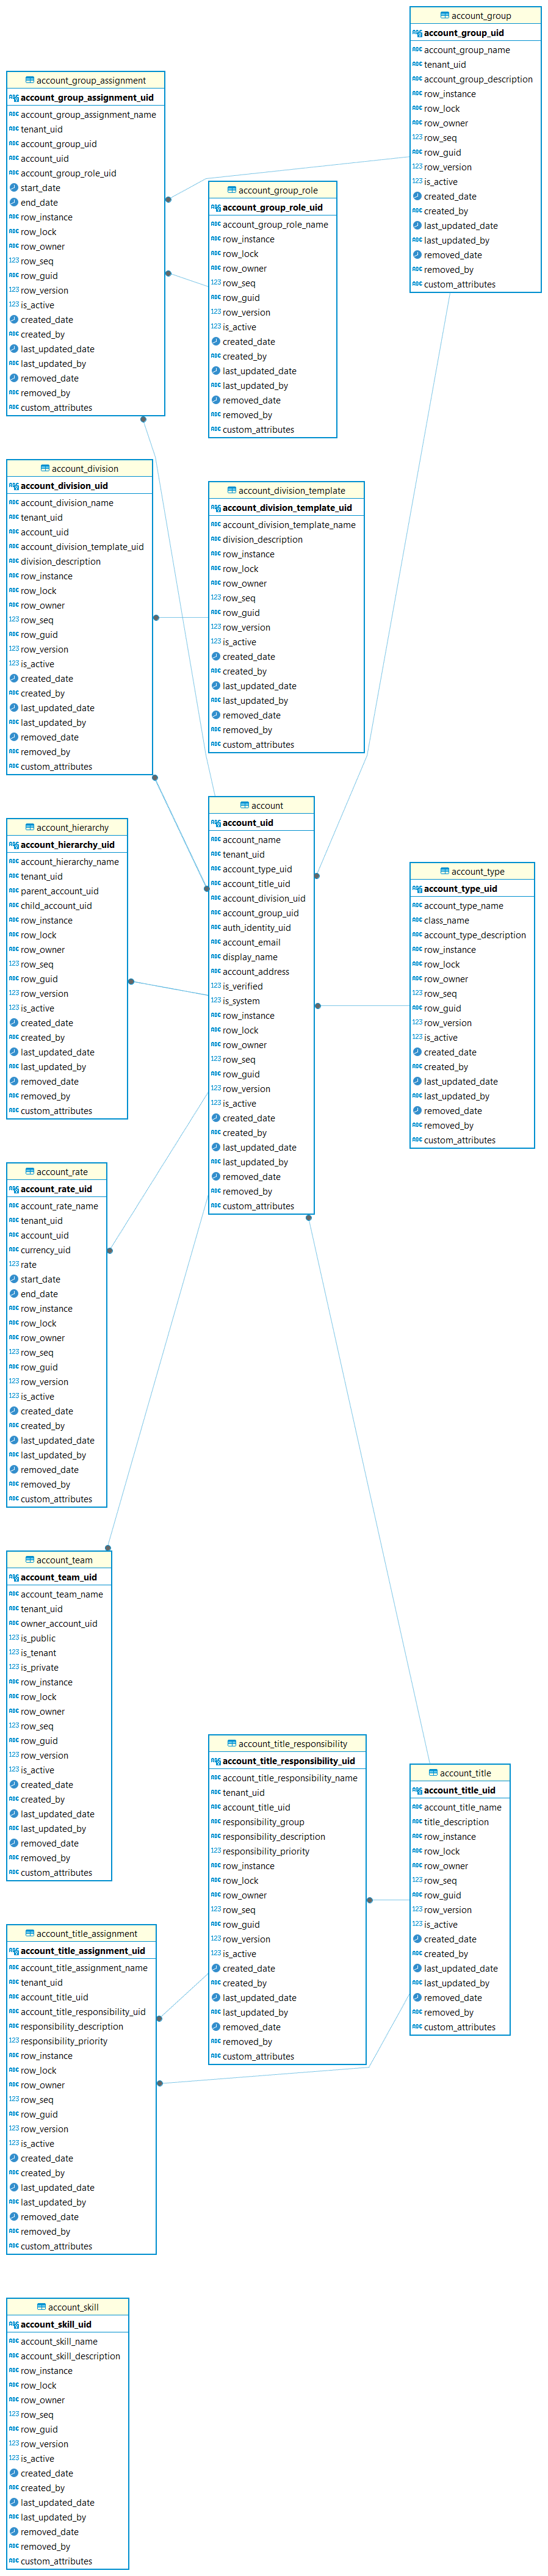 account_group
account_group_uid
account_group_name
tenant_uid
account_group_description
row_instance
row_lock
row_owner
row_seq
row_guid
row_version
is_active
created_date
created_by
last_updated_date
last_updated_by
removed_date
removed_by
custom_attributes
account_group_assignment
account_group_assignment_uid
account_group_assignment_name
tenant_uid
account_group_uid
account_uid
account_group_role_uid
start_date
end_date
row_instance
row_lock
row_owner
row_seq
row_guid
row_version
is_active
created_date
created_by
last_updated_date
last_updated_by
removed_date
removed_by
custom_attributes
account_group_role
account_group_role_uid
account_group_role_name
row_instance
row_lock
row_owner
row_seq
row_guid
row_version
is_active
created_date
created_by
last_updated_date
last_updated_by
removed_date
removed_by
custom_attributes
account_division
account_division_uid
account_division_name
tenant_uid
account_uid
account_division_template_uid
division_description
row_instance
row_lock
row_owner
row_seq
row_guid
row_version
is_active
created_date
created_by
last_updated_date
last_updated_by
removed_date
removed_by
custom_attributes
account_division_template
account_division_template_uid
account_division_template_name
division_description
row_instance
row_lock
row_owner
row_seq
row_guid
row_version
is_active
created_date
created_by
last_updated_date
last_updated_by
removed_date
removed_by
custom_attributes
account
account_uid
account_name
tenant_uid
account_type_uid
account_title_uid
account_division_uid
account_group_uid
auth_identity_uid
account_email
display_name
account_address
is_verified
is_system
row_instance
row_lock
row_owner
row_seq
row_guid
row_version
is_active
created_date
created_by
last_updated_date
last_updated_by
removed_date
removed_by
custom_attributes
account_hierarchy
account_hierarchy_uid
account_hierarchy_name
tenant_uid
parent_account_uid
child_account_uid
row_instance
row_lock
row_owner
row_seq
row_guid
row_version
is_active
created_date
created_by
last_updated_date
last_updated_by
removed_date
removed_by
custom_attributes
account_type
account_type_uid
account_type_name
class_name
account_type_description
row_instance
row_lock
row_owner
row_seq
row_guid
row_version
is_active
created_date
created_by
last_updated_date
last_updated_by
removed_date
removed_by
custom_attributes
account_rate
account_rate_uid
account_rate_name
tenant_uid
account_uid
currency_uid
rate
start_date
end_date
row_instance
row_lock
row_owner
row_seq
row_guid
row_version
is_active
created_date
created_by
last_updated_date
last_updated_by
removed_date
removed_by
custom_attributes
account_team
account_team_uid
account_team_name
tenant_uid
owner_account_uid
is_public
is_tenant
is_private
row_instance
row_lock
row_owner
row_seq
row_guid
row_version
is_active
created_date
created_by
last_updated_date
last_updated_by
removed_date
removed_by
custom_attributes
account_title_responsibility
account_title_responsibility_uid
account_title_responsibility_name
tenant_uid
account_title_uid
responsibility_group
responsibility_description
responsibility_priority
row_instance
row_lock
row_owner
row_seq
row_guid
row_version
is_active
created_date
created_by
last_updated_date
last_updated_by
removed_date
removed_by
custom_attributes
account_title
account_title_uid
account_title_name
title_description
row_instance
row_lock
row_owner
row_seq
row_guid
row_version
is_active
created_date
created_by
last_updated_date
last_updated_by
removed_date
removed_by
custom_attributes
account_title_assignment
account_title_assignment_uid
account_title_assignment_name
tenant_uid
account_title_uid
account_title_responsibility_uid
responsibility_description
responsibility_priority
row_instance
row_lock
row_owner
row_seq
row_guid
row_version
is_active
created_date
created_by
last_updated_date
last_updated_by
removed_date
removed_by
custom_attributes
account_skill
account_skill_uid
account_skill_name
account_skill_description
row_instance
row_lock
row_owner
row_seq
row_guid
row_version
is_active
created_date
created_by
last_updated_date
last_updated_by
removed_date
removed_by
custom_attributes